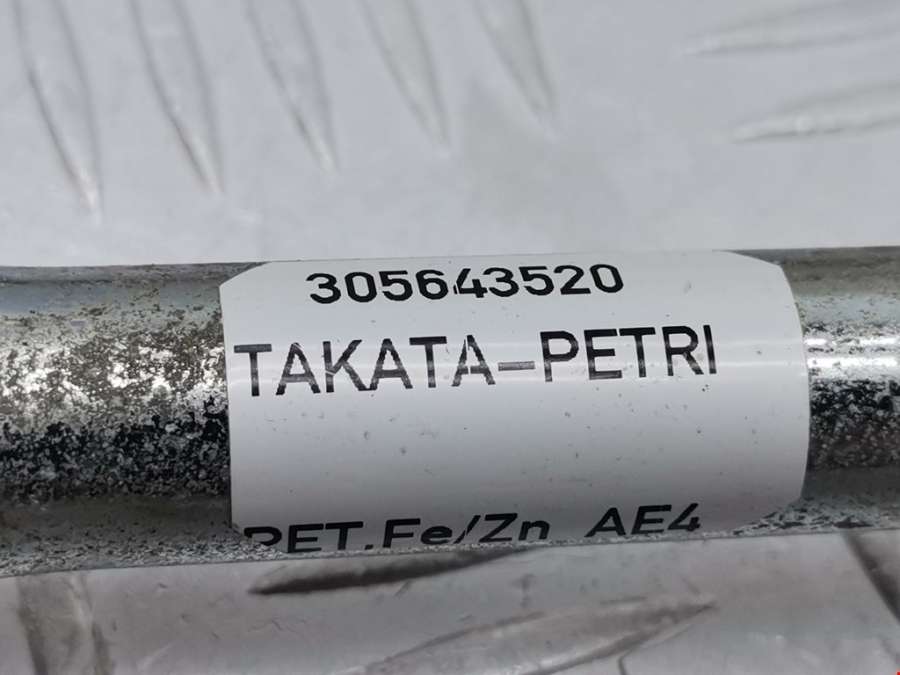 305643520
TAKATA-PETRI
PET.Fe/Zn AE4